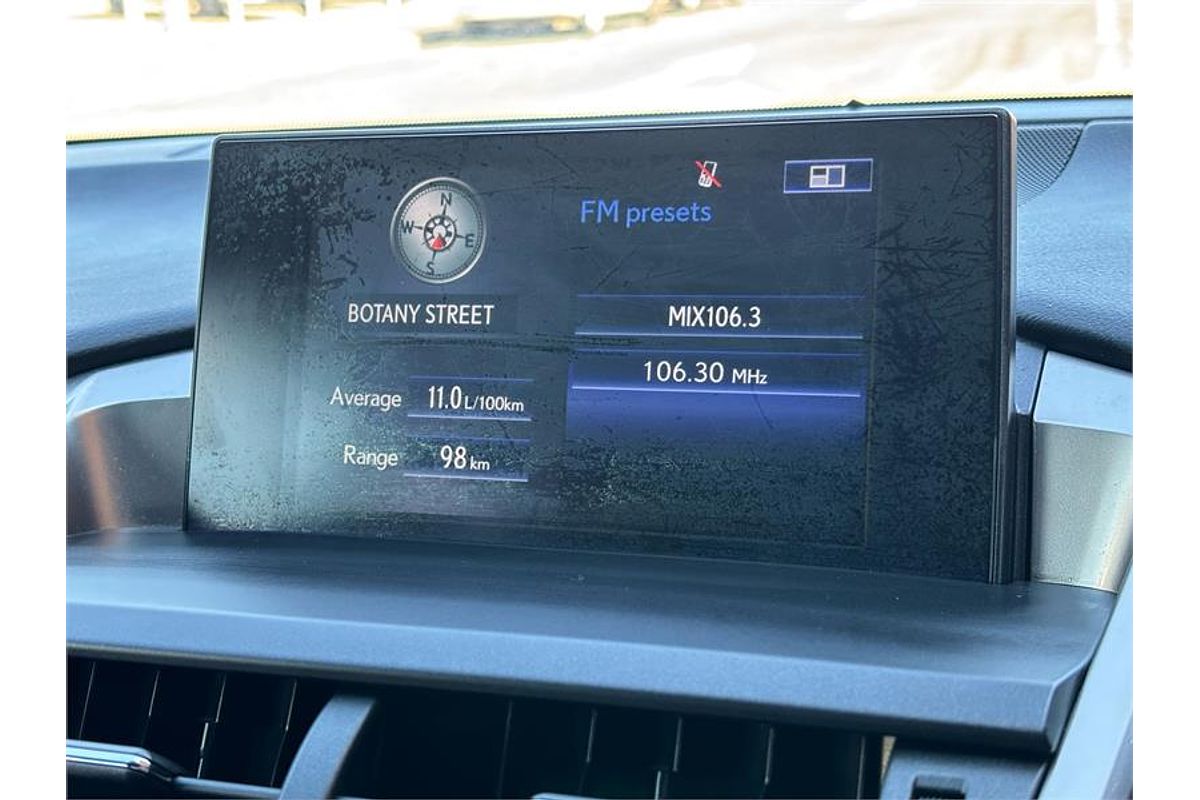 N
W
E
S
BOTANY STREET
Average 11.0 L/100km
Range 98 km
FM presets
MIX106.3
106.30 MHz